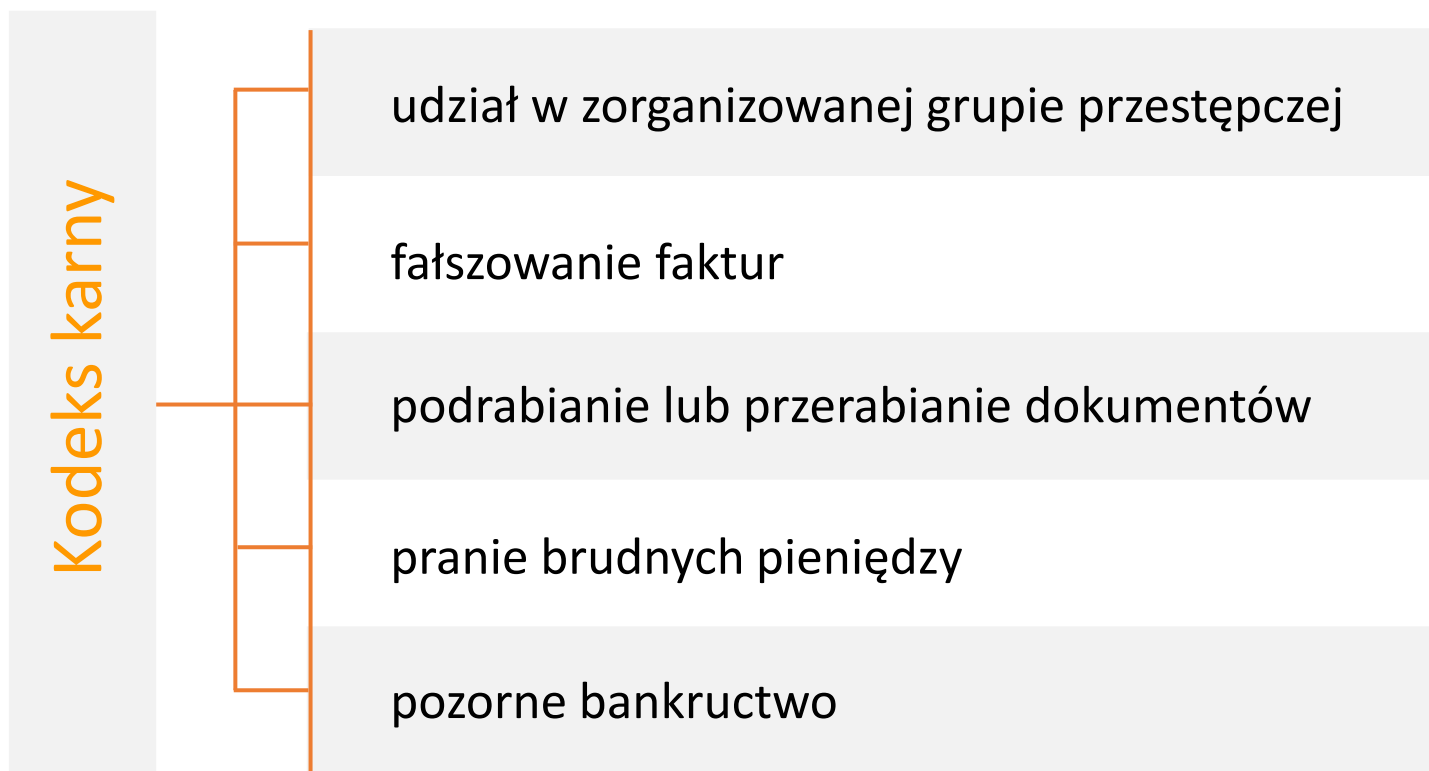 Kodeks karny
udział w zorganizowanej grupie przestępczej
fałszowanie faktur
podrabianie lub przerabianie dokumentów
pranie brudnych pieniędzy
pozorne bankructwo